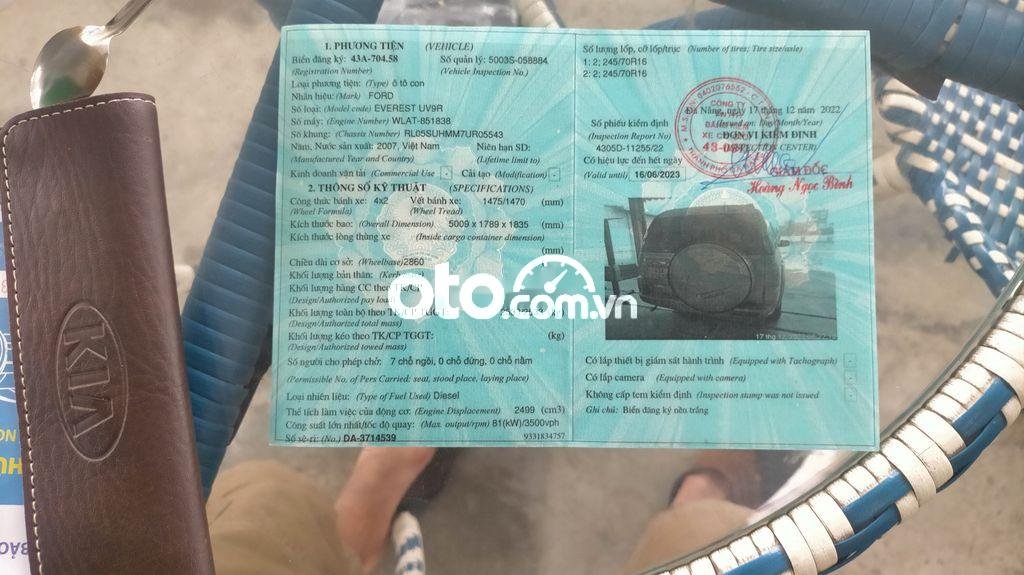 1. PHƯƠNG TIỆN (VEHICLE)
Biển đăng ký: 43A-704.58 Số quản lý: 5003S-058884
(Registration Number) (Vehicle Inspection No.)
Loại phương tiện: (Type) ô tô con
Nhãn hiệu: (Mark) FORD
Số loại: (Model code) EVEREST UV9R
Số máy: (Engine Number) WLAT-851838
Số khung: (Chassis Number) RL05SUHMM7UR05543
Năm, Nước sản xuất: 2007, Việt Nam Niên hạn SD:
(Manufactured Year and Country) (Lifetime limit to)
Kinh doanh vận tải (Commercial Use - Cải tạo (Modification) -
2. THÔNG SỐ KỸ THUẬT (SPECIFICATIONS)
Công thức bánh xe: 4x2 Vết bánh xe: 1475/1470 (mm)
(Wheel Formula) (Wheel Tread)
Kích thước bao: (Overall Dimension) 5009 x 1789 x 1835 (mm)
Kích thước lòng thùng xe (Inside cargo container dimension)
(mm)
Chiều dài cơ sở: (Wheelbase) 2860
Khối lượng bản thân:
Khối lượng hàng CC theo TK/CP
(Design/Authorized pay load
Khối lượng toàn bộ theo TK/CP TGGT:
(Design/Authorized total mass)
Khối lượng kéo theo TK/CP TGGT: (kg)
(Design/Authorized towed mass)
Số người cho phép chở: 7 chỗ ngồi, 0 chỗ đứng, 0 chỗ nằm
(Permissible No. of Pers Carried: seat, stood place, laying place)
Loại nhiên liệu: (Type of Fuel Used) Diesel
Thể tích làm việc của động cơ: (Engine Displacement) 2499 (cm3)
Công suất lớn nhất/tốc độ quay: (Max. output/rpm) 81(kW)/3500vph
Số sê-ri: (No.) DA-3714539 9331834757
Số lượng lốp, cỡ lốp/trục (Number of tires; Tire size/axle)
1: 2; 245/70R16
2: 2; 245/70R16
Đà Nẵng, ngày 17 tháng 12 năm 2022
(Issued on: Day/Month/Year)
Số phiếu kiểm định ĐƠN VỊ KIỂM ĐỊNH
(Inspection Report No) (INSPECTION CENTER)
4305D-11255/22
Có hiệu lực đến hết ngày GIÁM ĐỐC
(Valid until) 16/06/2023 Hoàng Ngọc Bình
CÔNG TY
Có lắp thiết bị giám sát hành trình (Equipped with Tachograph)
Có lắp camera (Equipped with camera)
Không cấp tem kiểm định (Inspection stamp was not issued
Ghi chú: Biển đăng ký nền trắng
oto.com.vn
KIA